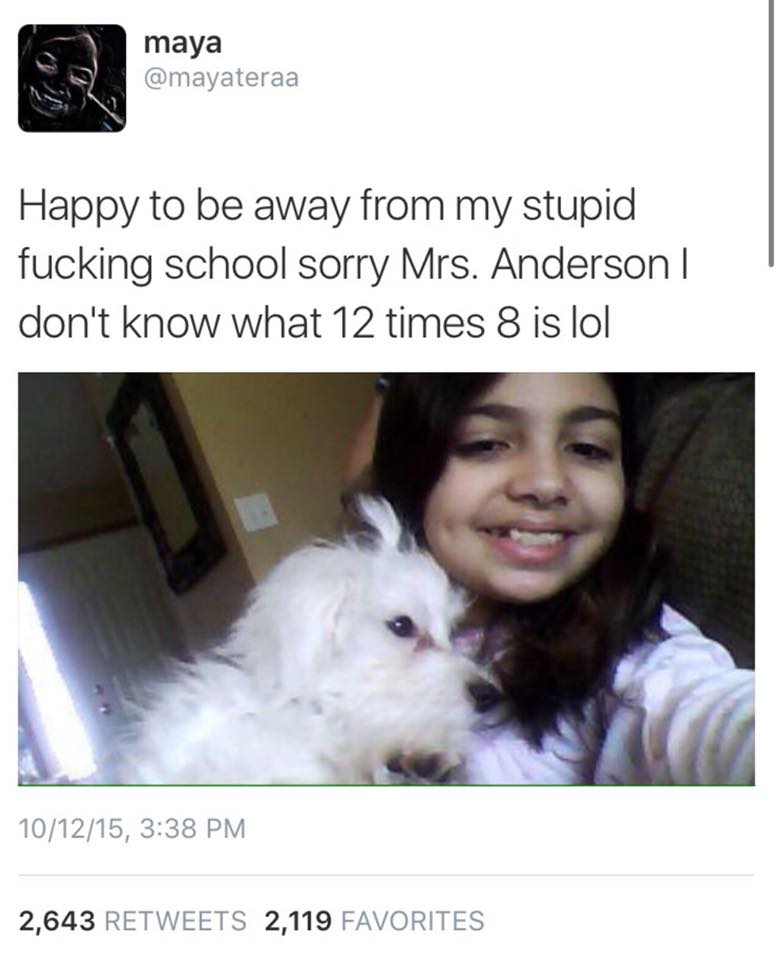 maya
@mayateraa
Happy to be away from my stupid
fucking school sorry Mrs. Anderson I
don't know what 12 times 8 is lol
10/12/15, 3:38 PM
2,643 RETWEETS 2,119 FAVORITES